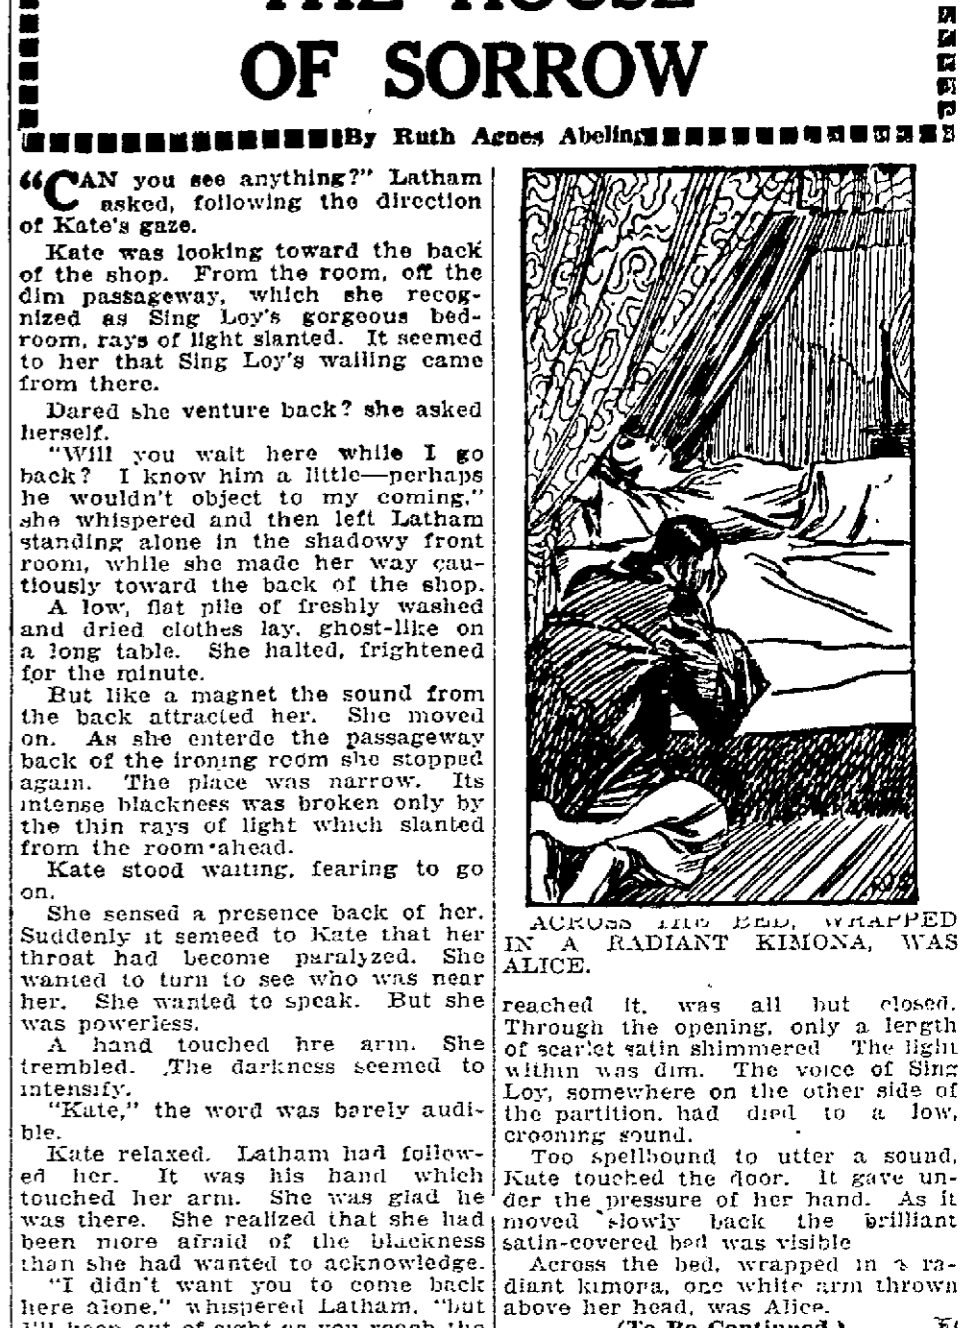 THE HOUSE
OF SORROW
By Ruth Agnes Abeling
"CAN you see anything?" Latham
asked, following the direction
of Kate's gaze.
Kate was looking toward the back
of the shop. From the room, off the
dim passageway, which she recog-
nized as Sing Loy's gorgeous bed-
room, rays of light slanted. It seemed
to her that Sing Loy's wailing came
from there.
Dared she venture back? she asked
herself.
"Will you wait here while I go
back? I know him a little—perhaps
he wouldn't object to my coming,"
she whispered and then left Latham
standing alone in the shadowy front
room, while she made her way cau-
tiously toward the back of the shop.
A low, flat pile of freshly washed
and dried clothes lay, ghost-like on
a long table. She halted, frightened
for the minute.
But like a magnet the sound from
the back attracted her. She moved
on. As she enterde the passageway
back of the ironing room she stopped
again. The place was narrow. Its
intense blackness was broken only by
the thin rays of light which slanted
from the room ahead.
Kate stood waiting, fearing to go
on.
She sensed a presence back of her.
Suddenly it semeed to Kate that her
throat had become paralyzed. She
wanted to turn to see who was near
her. She wanted to speak. But she
was powerless.
A hand touched hre arm. She
trembled. The darkness seemed to
intensify.
"Kate," the word was barely audi-
ble.
Kate relaxed. Latham had follow-
ed her. It was his hand which
touched her arm. She was glad he
was there. She realized that she had
been more afraid of the blackness
than she had wanted to acknowledge.
"I didn't want you to come back
here alone," whispered Latham, "but
I'll keep out of sight as you reach the
ACROSS THE BED, WRAPPED
IN A RADIANT KIMONA, WAS
ALICE.
reached it, was all but closed.
Through the opening, only a length
of scarlet satin shimmered The light
within was dim. The voice of Sing
Loy, somewhere on the other side of
the partition, had died to a low,
crooning sound.
Too spellbound to utter a sound,
Kate touched the door. It gave un-
der the pressure of her hand. As it
moved slowly back the brilliant
satin-covered bed was visible
Across the bed, wrapped in a ra-
diant kimona, one white arm thrown
above her head, was Alice.
(To Be Continued.)